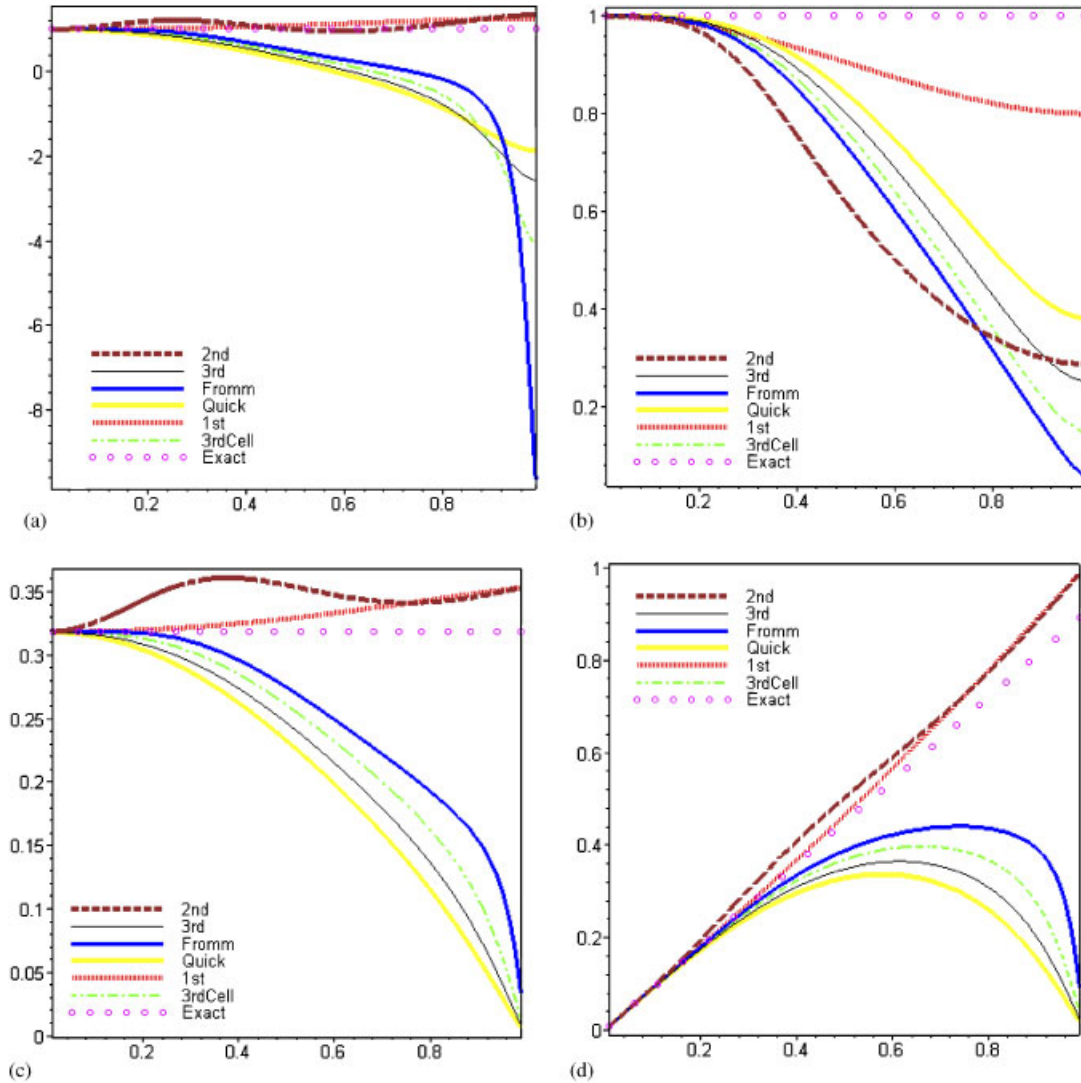 0
-2
-4
-6
-8
2nd
3rd
Fromm
Quick
1st
3rdCell
Exact
0.2 0.4 0.6 0.8
(a)
1
0.8
0.6
0.4
0.2
2nd
3rd
Fromm
Quick
1st
3rdCell
Exact
0.2 0.4 0.6 0.8
(b)
0.35
0.3
0.25
0.2
0.15
0.1
0.05
0
2nd
3rd
Fromm
Quick
1st
3rdCell
Exact
0.2 0.4 0.6 0.8
(c)
1
0.8
0.6
0.4
0.2
0
2nd
3rd
Fromm
Quick
1st
3rdCell
Exact
0.2 0.4 0.6 0.8
(d)